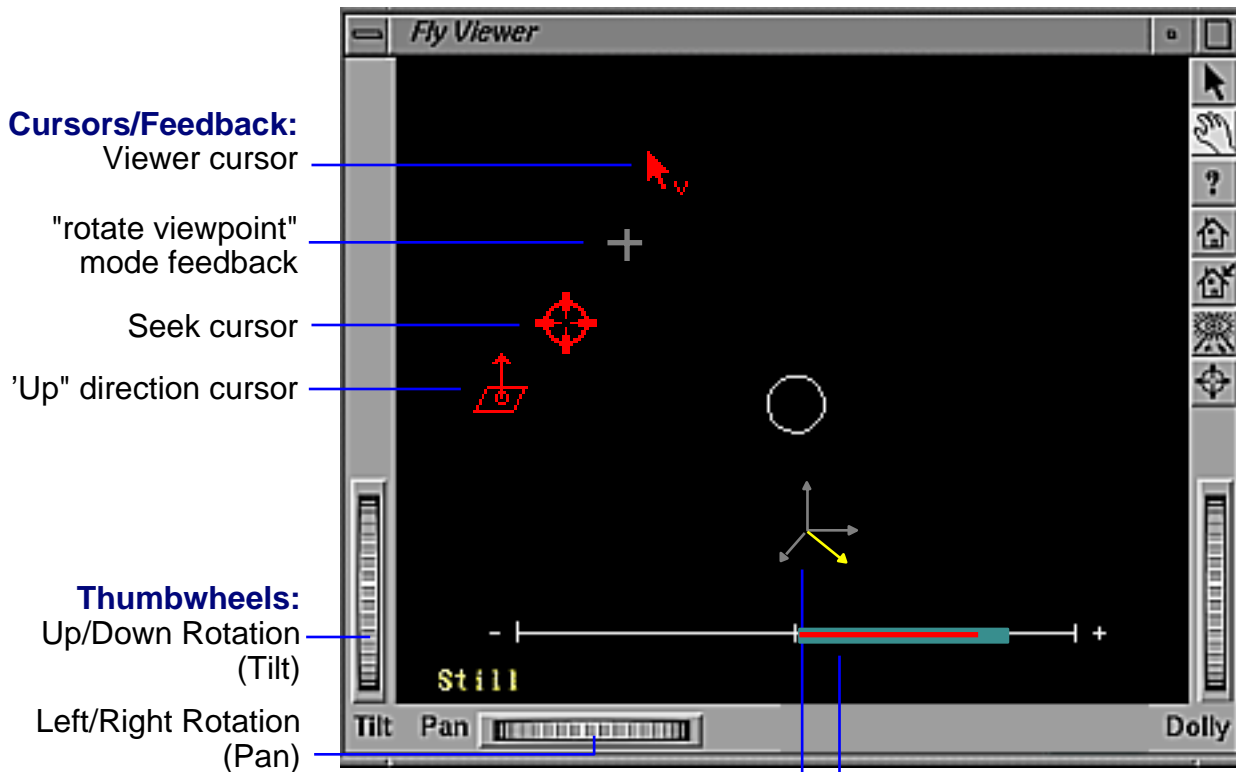 Fly Viewer
Cursors/Feedback:
Viewer cursor
"rotate viewpoint"
mode feedback
Seek cursor
’Up" direction cursor
Thumbwheels:
Up/Down Rotation
(Tilt)
Left/Right Rotation
(Pan)
v
?
- +
Still
Tilt Pan Dolly